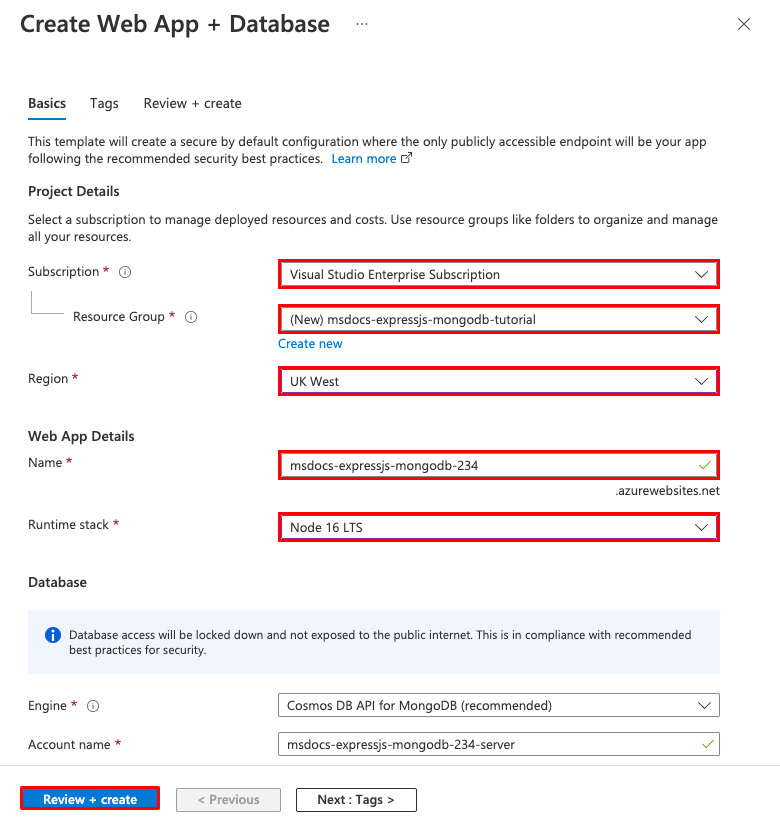 Create Web App + Database ...
Basics Tags Review + create
This template will create a secure by default configuration where the only publicly accessible endpoint will be your app
following the recommended security best practices. Learn more
Project Details
Select a subscription to manage deployed resources and costs. Use resource groups like folders to organize and manage
all your resources.
Subscription * Visual Studio Enterprise Subscription
Resource Group * (New) msdocs-expressjs-mongodb-tutorial
Create new
Region * UK West
Web App Details
Name * msdocs-expressjs-mongodb-234
.azurewebsites.net
Runtime stack * Node 16 LTS
Database
Database access will be locked down and not exposed to the public internet. This is in compliance with recommended
best practices for security.
Engine * Cosmos DB API for MongoDB (recommended)
Account name * msdocs-expressjs-mongodb-234-server
Review + create < Previous Next : Tags >